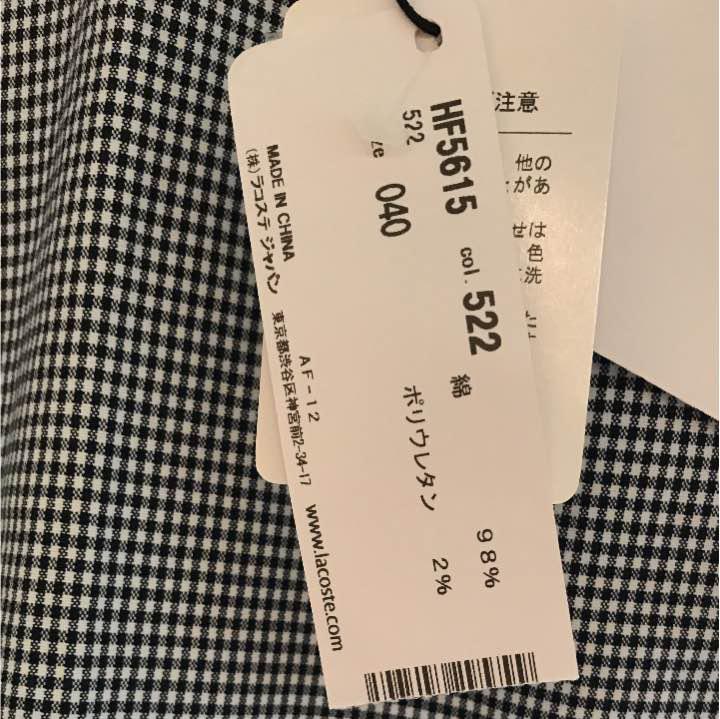 HF5615 col. 522
522
ze 040
綿 98%
ポリウレタン 2%
AF-12
MADE IN CHINA
(株)ラコステ ジャパン 東京都渋谷区神宮前2-34-17 www.lacoste.com
注意
他の
があ
せは
色
洗